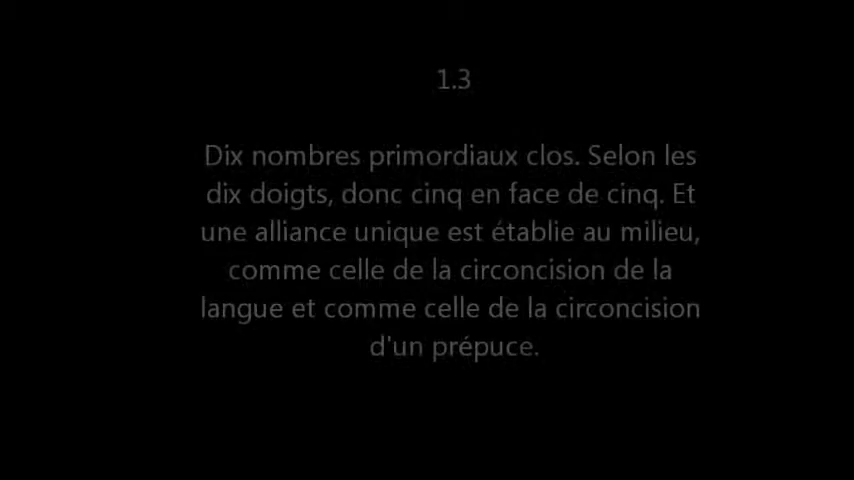 1.3
Dix nombres primordiaux clos. Selon les
dix doigts, donc cinq en face de cinq. Et
une alliance unique est établie au milieu,
comme celle de la circoncision de la
langue et comme celle de la circoncision
d'un prépuce.